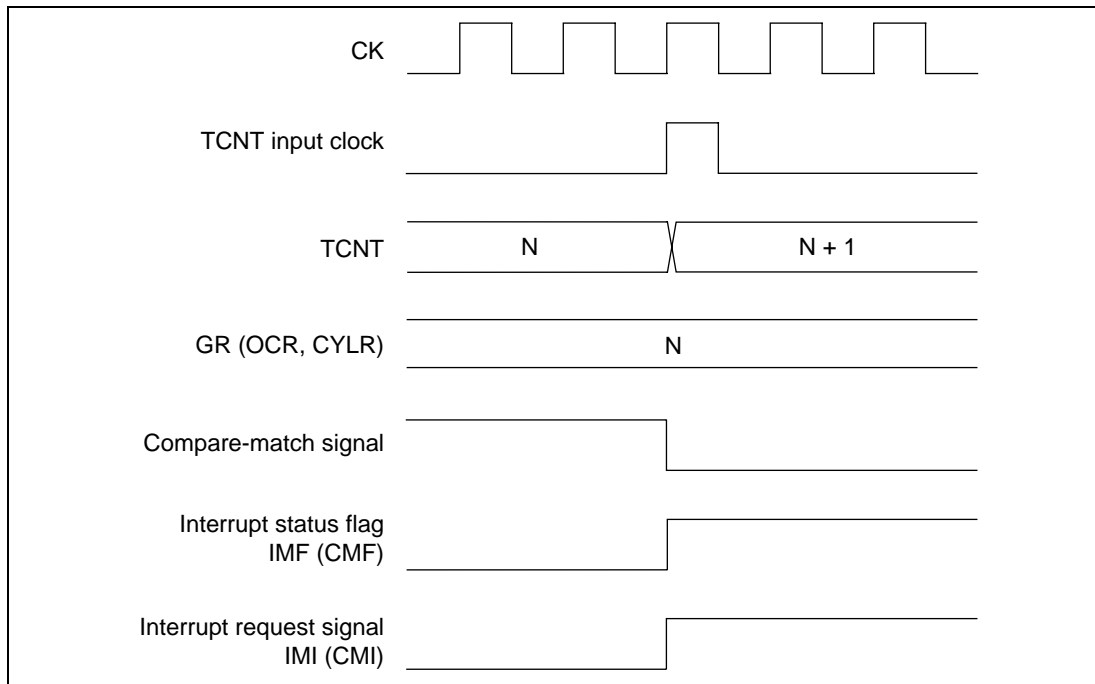 CK
TCNT input clock
TCNT
N
N + 1
GR (OCR, CYLR)
N
Compare-match signal
Interrupt status flag
IMF (CMF)
Interrupt request signal
IMI (CMI)